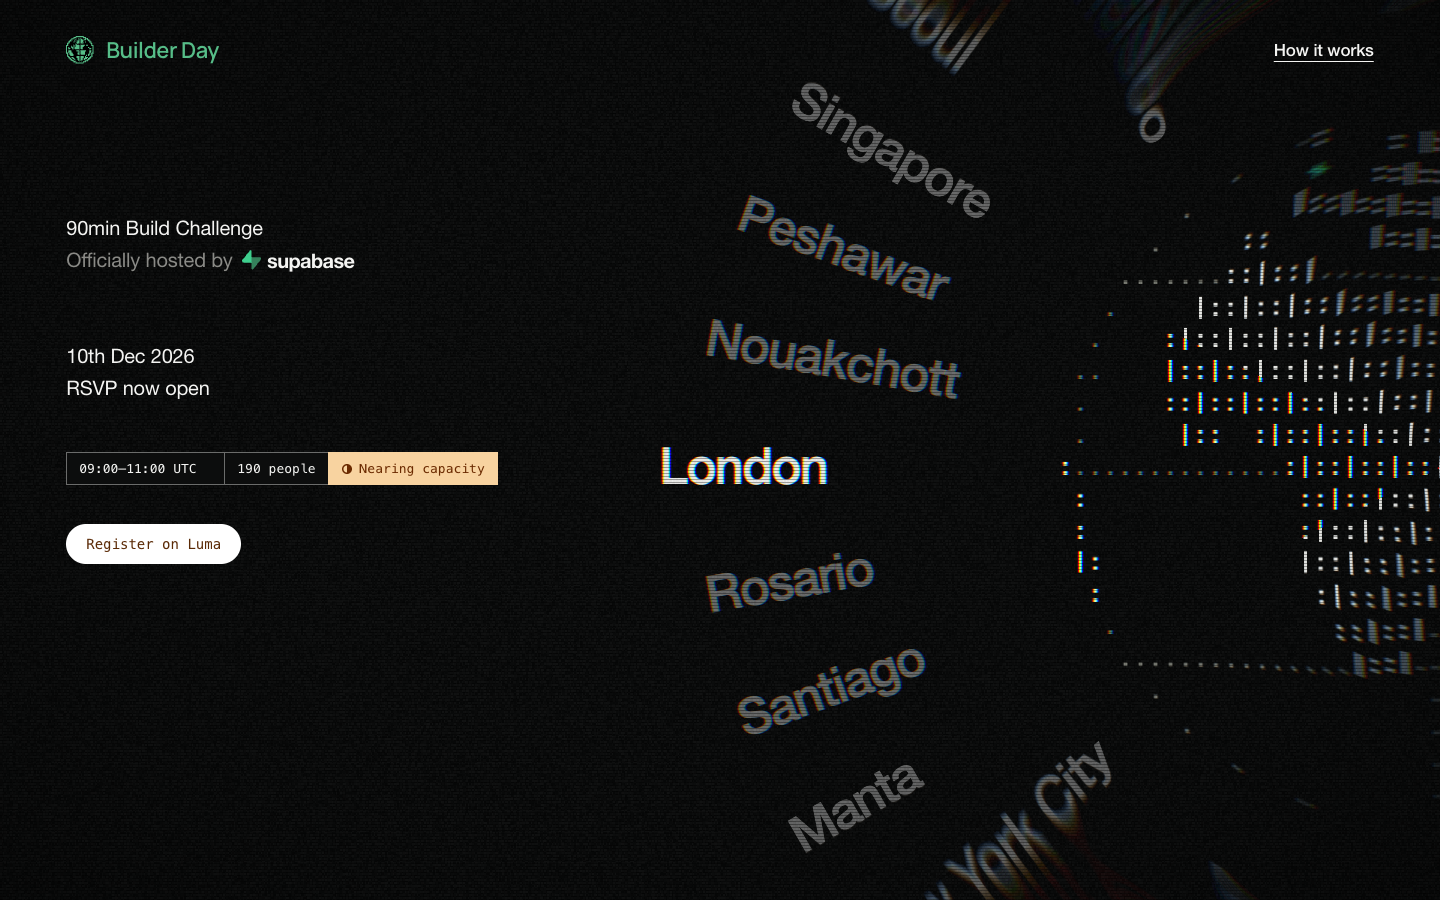 Builder Day
How it works
90min Build Challenge
Officially hosted by supabase
10th Dec 2026
RSVP now open
09:00–11:00 UTC
190 people
Nearing capacity
Register on Luma
Singapore
Peshawar
Nouakchott
London
Rosario
Santiago
Manta
York City